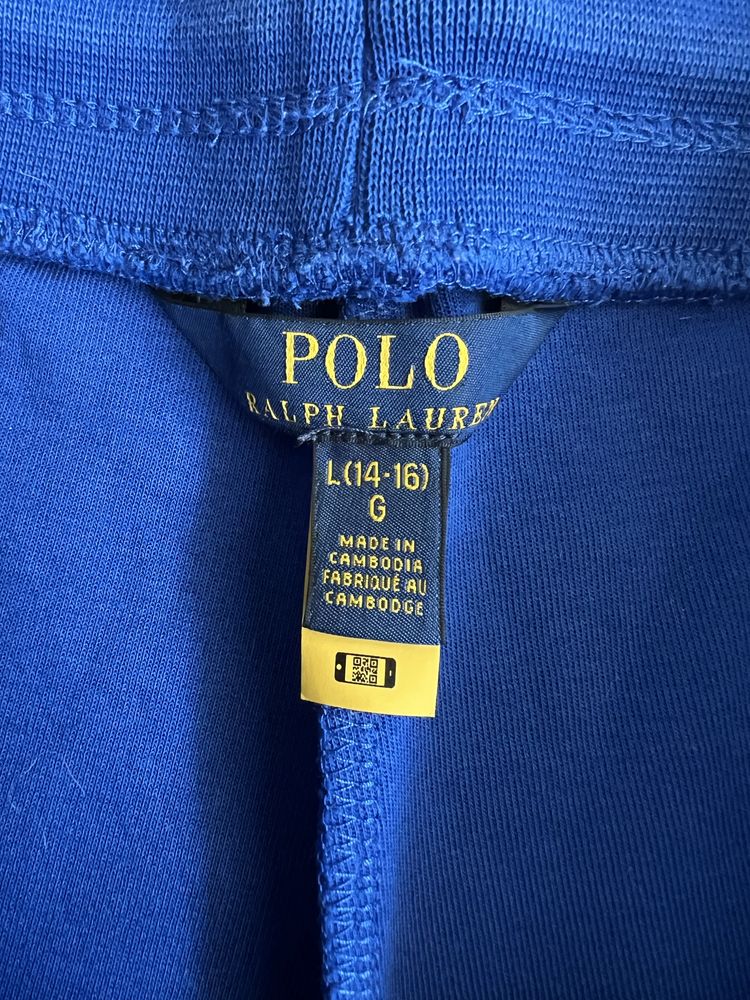 POLO
RALPH LAUREN
L(14-16)
G
MADE IN
CAMBODIA
FABRIQUÉ AU
CAMBODGE